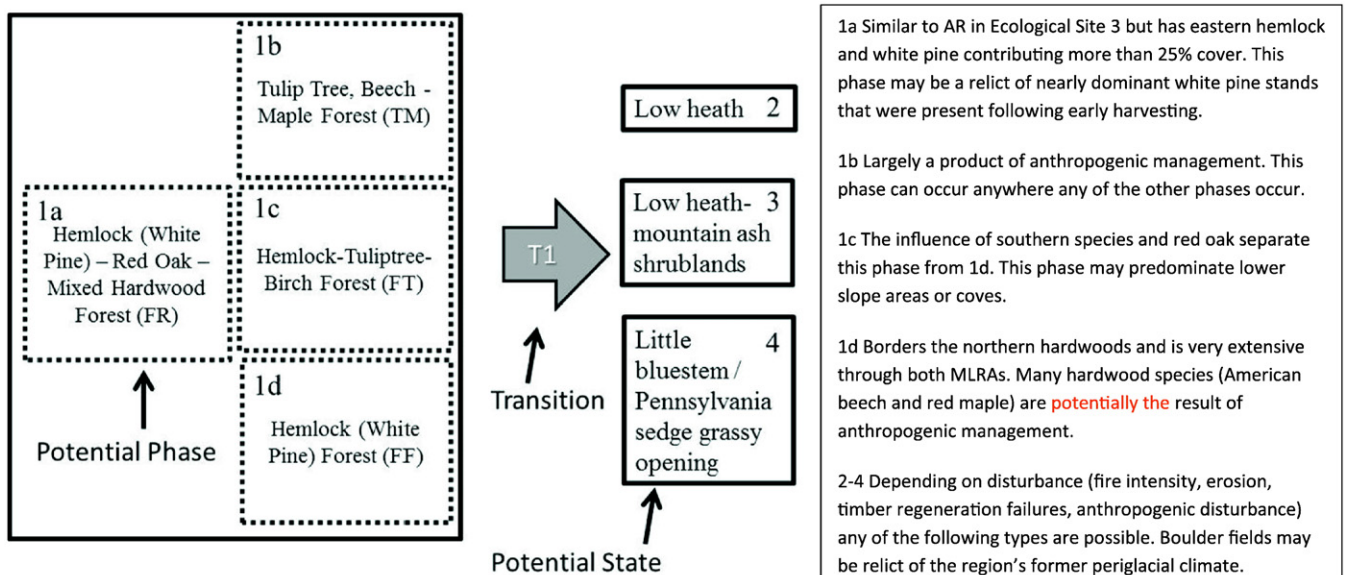 1b
Tulip Tree, Beech -
Maple Forest (TM)
1a
Hemlock (White
Pine) – Red Oak –
Mixed Hardwood
Forest (FR)
1c
Hemlock-Tuliptree-
Birch Forest (FT)
1d
Hemlock (White
Pine) Forest (FF)
Potential Phase
T1
Transition
Low heath 2
Low heath- 3
mountain ash
shrublands
Little 4
bluestem /
Pennsylvania
sedge grassy
opening
Potential State
1a Similar to AR in Ecological Site 3 but has eastern hemlock
and white pine contributing more than 25% cover. This
phase may be a relict of nearly dominant white pine stands
that were present following early harvesting.
1b Largely a product of anthropogenic management. This
phase can occur anywhere any of the other phases occur.
1c The influence of southern species and red oak separate
this phase from 1d. This phase may predominate lower
slope areas or coves.
1d Borders the northern hardwoods and is very extensive
through both MLRAs. Many hardwood species (American
beech and red maple) are potentially the result of
anthropogenic management.
2-4 Depending on disturbance (fire intensity, erosion,
timber regeneration failures, anthropogenic disturbance)
any of the following types are possible. Boulder fields may
be relict of the region's former periglacial climate.